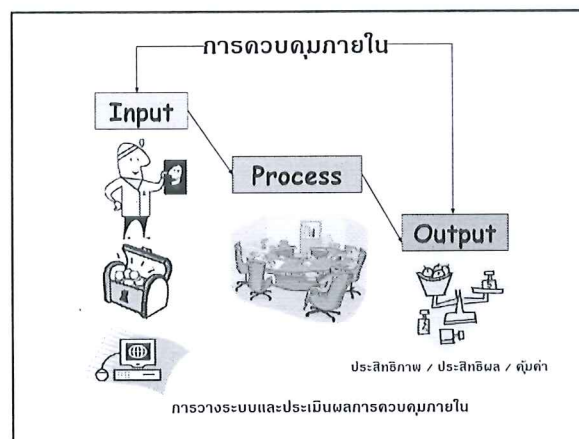 การควบคุมภายใน
Input
Process
Output
ประสิทธิภาพ / ประสิทธิผล / คุ้มค่า
การวางระบบและประเมินผลการควบคุมภายใน